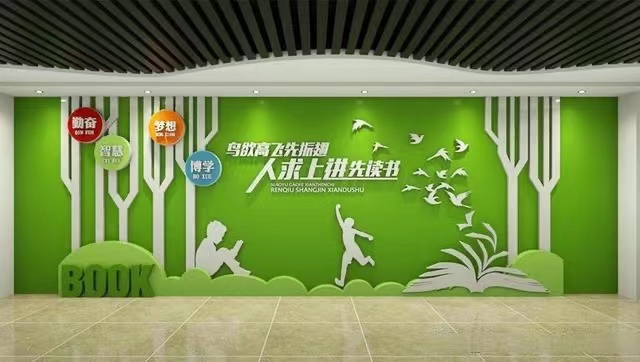 勤奋
QIN FEN
梦想
智慧
博学
BO XUE
鸟欲高飞先振翅
人求上进先读书
NIAOYU GAOFEI XIANZHENCHI
RENQIU SHANGJIN XIANDUSHU
BOOK